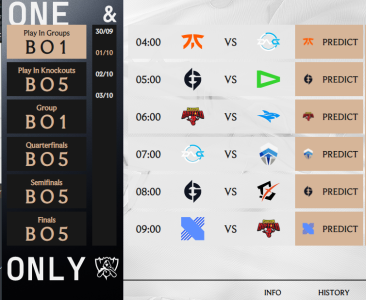 ONE &
Play In Groups
BO1
Play In Knockouts
BO5
Group
BO1
Quarterfinals
BO5
Semifinals
BO5
Finals
BO5
ONLY
30/09
01/10
02/10
03/10
04:00 VS PREDICT
05:00 VS PREDICT
06:00 VS PREDICT
07:00 VS PREDICT
08:00 VS PREDICT
09:00 VS PREDICT
INFO HISTORY